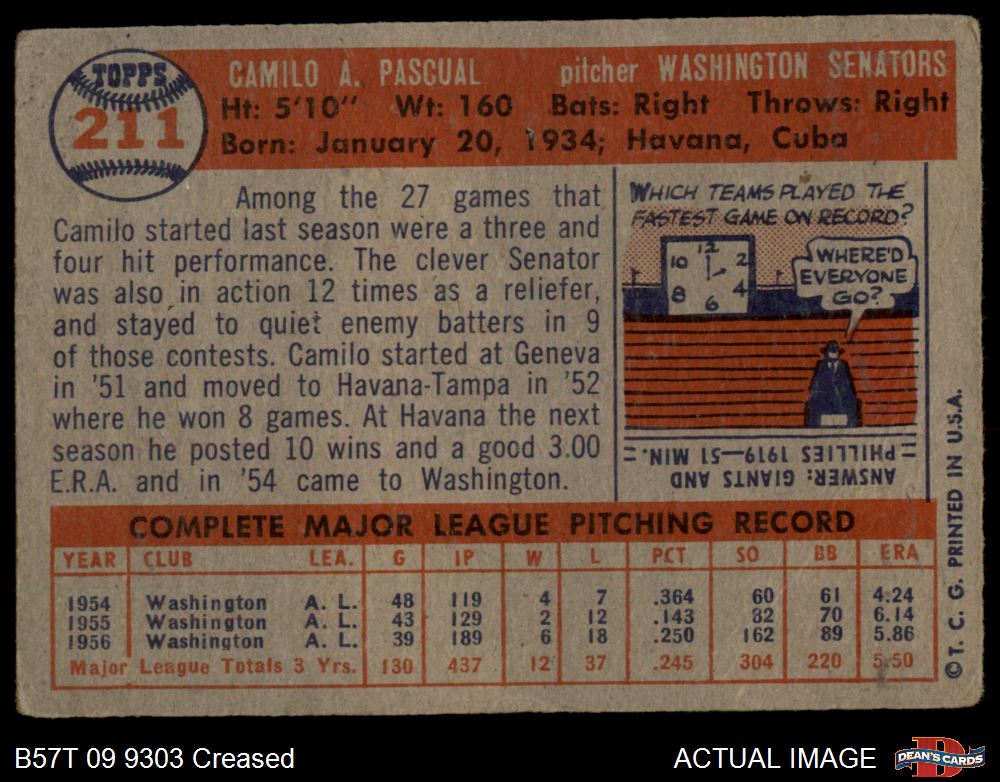 TOPPS
211
CAMILO A. PASCUAL pitcher WASHINGTON SENATORS
Ht: 5'10" Wt: 160 Bats: Right Throws: Right
Born: January 20, 1934; Havana, Cuba
Among the 27 games that
Camilo started last season were a three and
four hit performance. The clever Senator
was also in action 12 times as a reliefer,
and stayed to quiet enemy batters in 9
of those contests. Camilo started at Geneva
in '51 and moved to Havana-Tampa in '52
where he won 8 games. At Havana the next
season he posted 10 wins and a good 3.00
E.R.A. and in '54 came to Washington.
WHICH TEAMS PLAYED THE
FASTEST GAME ON RECORD?
12
10 2
8 4
6
WHERE'D
EVERYONE
GO?
ANSWER: GIANTS AND
PHILLIES 1919—51 MIN.
COMPLETE MAJOR LEAGUE PITCHING RECORD
YEAR CLUB LEA. G IP W L PCT SO BB ERA
1954 Washington A. L. 48 119 4 7 .364 60 61 4.24
1955 Washington A. L. 43 129 2 12 .143 82 70 6.14
1956 Washington A. L. 39 189 6 18 .250 162 89 5.86
Major League Totals 3 Yrs. 130 437 12 37 .245 304 220 5.50
© T. C. G. PRINTED IN U.S.A.
B57T 09 9303 Creased
ACTUAL IMAGE
D
DEAN'S CARDS